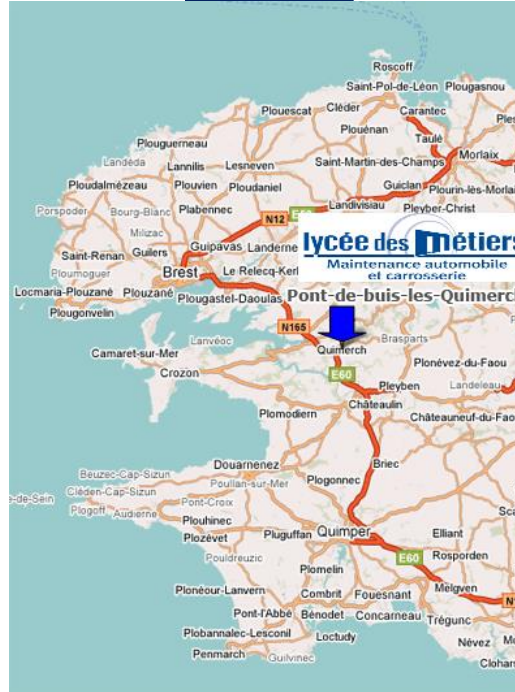 Roscoff
Saint-Pol-de-Léon Plougasnou
Plouescat Cléder Carantec
Plouénan Taulé
Plouguerneau
Morlaix
Landéda Lannilis Lesneven Saint-Martin-des-Champs
Ploudalmézeau Plouvien Ploudaniel Guiclan Plourin-lès-Morlai
Porspoder Bourg-Blanc Plabennec Landivisiau Pleyber-Christ
N12
Milizac
Saint-Renan Guilers Guipavas Landerne
lycée des métiers
Maintenance automobile
et carrosserie
Ploumoguer Brest Le Relecq-Kerl
Locmaria-Plouzané Plouzané Plougastel-Daoulas Pont-de-buis-les-Quimerch
Plougonvelin
N165
Lanvéoc Quimerch Brasparts
Camaret-sur-Mer Crozon E60 Plonévez-du-Faou
Pleyben Landeleau
Châteaulin
Plomodiern Châteauneuf-du-Fao
Douarnenez Briec
Beuzec-Cap-Sizun Poullan-sur-Mer Plogonnec
e-de-Sein Cléden-Cap-Sizun
Plogoff Audierne Pont-Croix
Plouhinec
Plozévet Pluguffan Quimper Elliant
Pouldreuzic E60 Rosporden
Plomelin
Plonéour-Lanvern Combrit Fouesnant Melgven
Pont-l'Abbé Bénodet Concarneau Trégunc
Plobannalec-Lesconil Loctudy
Penmarch Guilvinec Névez
Clohar